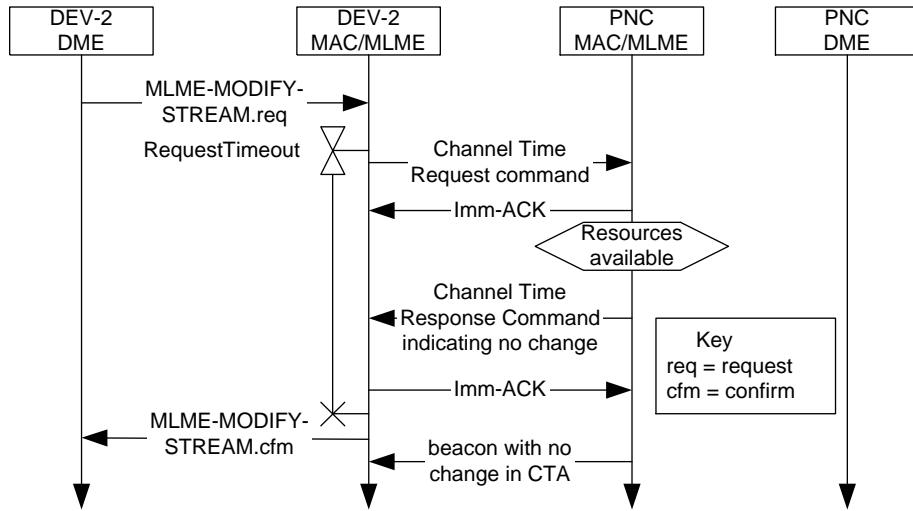 DEV-2
DME
DEV-2
MAC/MLME
PNC
MAC/MLME
PNC
DME
MLME-MODIFY-
STREAM.req
RequestTimeout
Channel Time
Request command
Imm-ACK
Resources
available
Channel Time
Response Command
indicating no change
Key
req = request
cfm = confirm
Imm-ACK
MLME-MODIFY-
STREAM.cfm
beacon with no
change in CTA